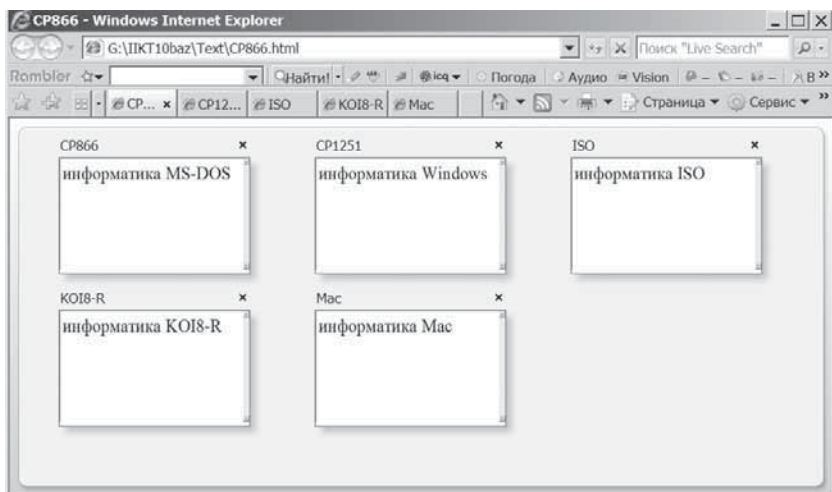 CP866 - Windows Internet Explorer
G:\IIKT10baz\Text\CP866.html
Поиск "Live Search"
Rambler Найти! icq Погода Аудио Vision В »
CP... × CP12... ISO KOI8-R Mac Страница Сервис »
CP866 × CP1251 × ISO ×
информатика MS-DOS информатика Windows информатика ISO
KOI8-R × Mac ×
информатика KOI8-R информатика Mac